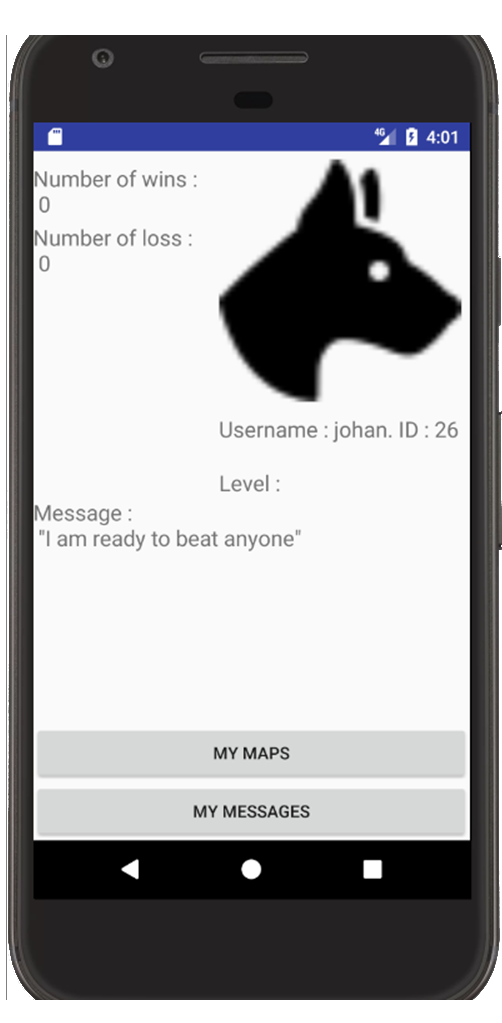 4G 4:01
Number of wins :
0
Number of loss :
0
Username : johan. ID : 26
Level :
Message :
"I am ready to beat anyone"
MY MAPS
MY MESSAGES